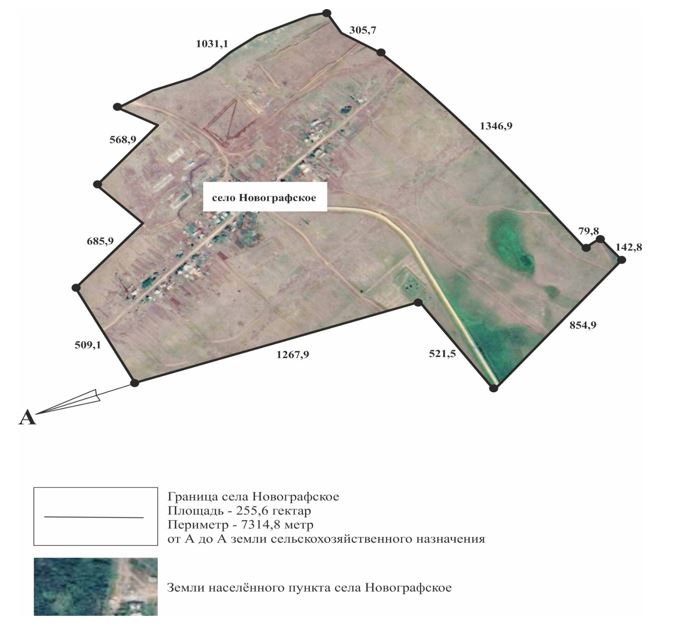 1031,1
305,7
568,9
1346,9
село Новографское
685,9
79,8
142,8
509,1
1267,9
521,5
854,9
А
Граница села Новографское
Площадь - 255,6 гектар
Периметр - 7314,8 метр
от А до А земли сельскохозяйственного назначения
Земли населённого пункта села Новографское